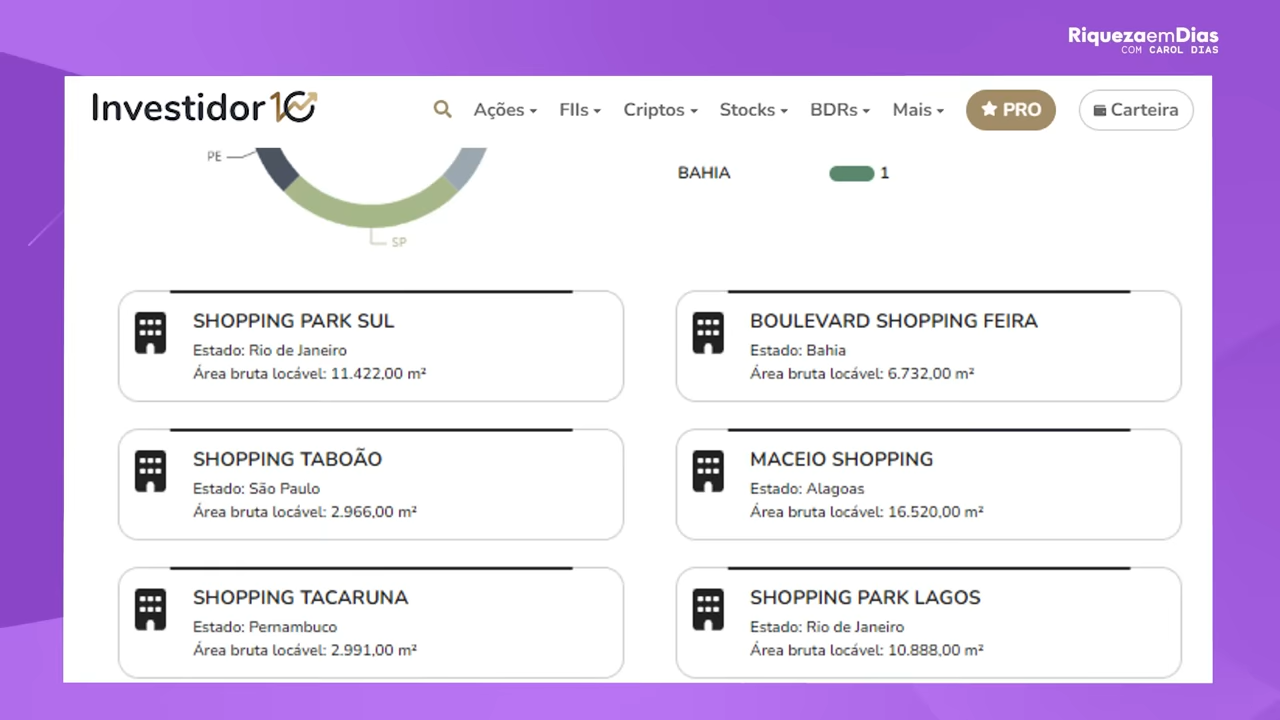 RiquezaemDias
COM CAROL DIAS
Investidor 10
Ações
FIIs
Criptos
Stocks
BDRs
Mais
PRO
Carteira
PE
SP
BAHIA
1
SHOPPING PARK SUL
Estado: Rio de Janeiro
Área bruta locável: 11.422,00 m²
BOULEVARD SHOPPING FEIRA
Estado: Bahia
Área bruta locável: 6.732,00 m²
SHOPPING TABOÃO
Estado: São Paulo
Área bruta locável: 2.966,00 m²
MACEIO SHOPPING
Estado: Alagoas
Área bruta locável: 16.520,00 m²
SHOPPING TACARUNA
Estado: Pernambuco
Área bruta locável: 2.991,00 m²
SHOPPING PARK LAGOS
Estado: Rio de Janeiro
Área bruta locável: 10.888,00 m²